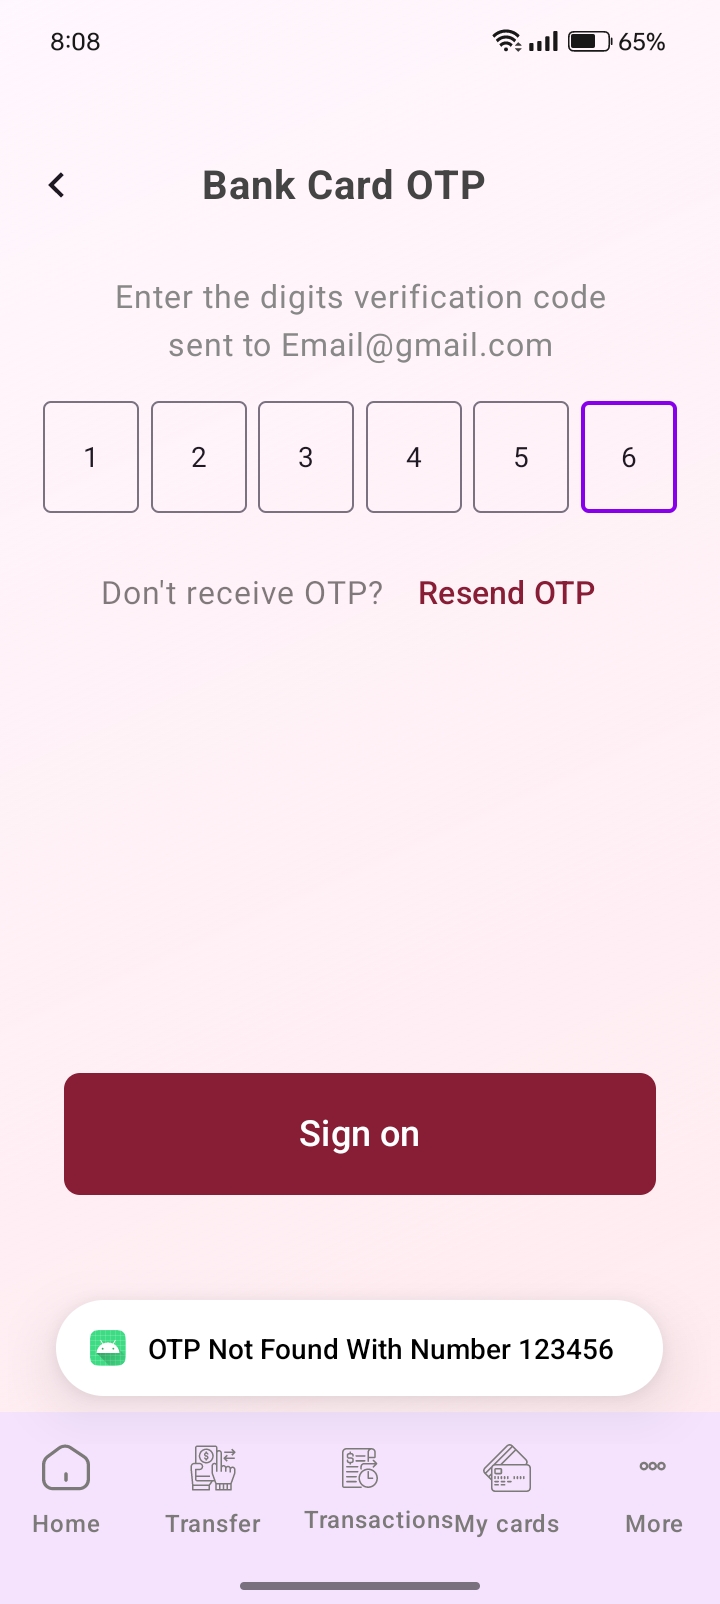 8:08 65%
Bank Card OTP
Enter the digits verification code
sent to Email@gmail.com
1 2 3 4 5 6
Don't receive OTP? Resend OTP
Sign on
OTP Not Found With Number 123456
Home Transfer Transactions My cards More